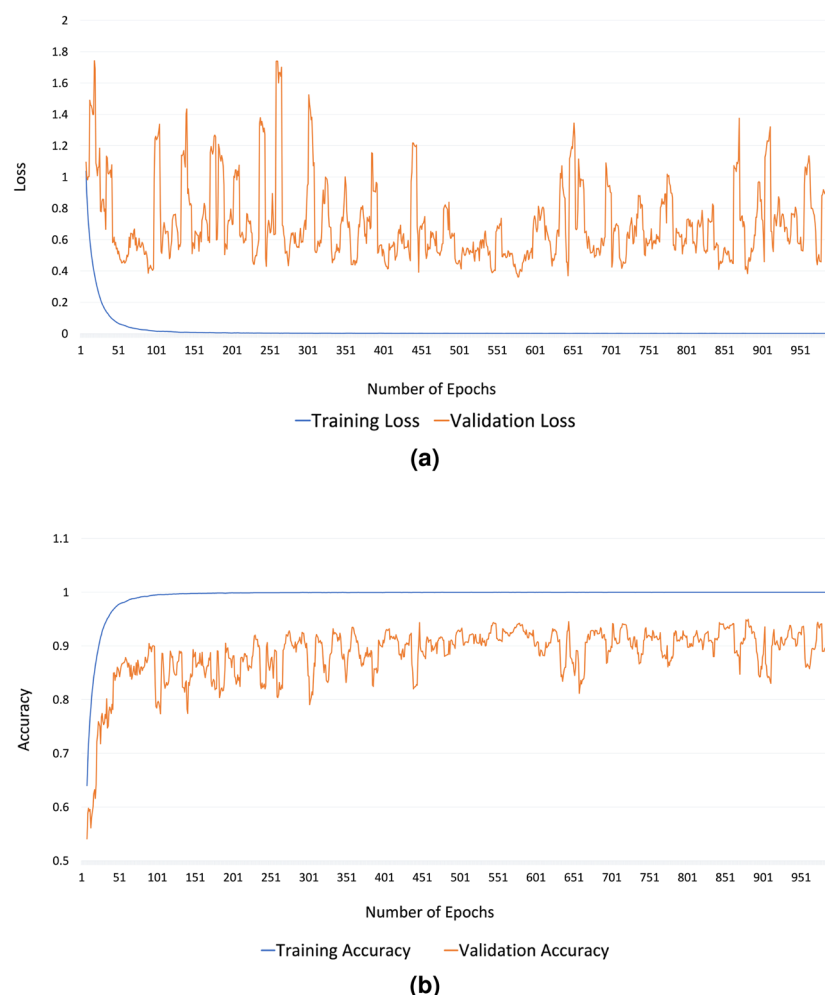 2
1.8
1.6
1.4
1.2
1
0.8
0.6
0.4
0.2
0
Loss
1 51 101 151 201 251 301 351 401 451 501 551 601 651 701 751 801 851 901 951
Number of Epochs
Training Loss Validation Loss
(a)
1.1
1
0.9
0.8
0.7
0.6
0.5
Accuracy
1 51 101 151 201 251 301 351 401 451 501 551 601 651 701 751 801 851 901 951
Number of Epochs
Training Accuracy Validation Accuracy
(b)